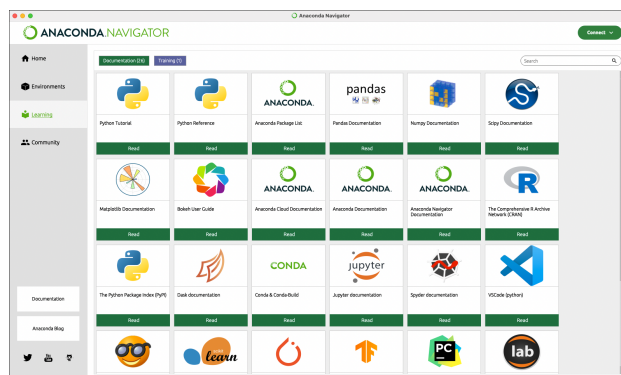 Anaconda Navigator
ANACONDA.NAVIGATOR
Connect
Home
Environments
Learning
Community
Documentation
Anaconda Blog
Documentation (28)
Training (1)
Search
ANACONDA.
pandas
Python Tutorial
Python Reference
Anaconda Package List
Pandas Documentation
Numpy Documentation
Scipy Documentation
Read
Read
Read
Read
Read
Read
ANACONDA.
ANACONDA.
ANACONDA.
R
Matplotlib Documentation
Bokeh User Guide
Anaconda Cloud Documentation
Anaconda Documentation
Anaconda Navigator
Documentation
The Comprehensive R Archive
Network (CRAN)
Read
Read
Read
Read
Read
Read
CONDA
jupyter
The Python Package Index (PyPI)
Dask documentation
Conda & Conda-Build
Jupyter documentation
Spyder documentation
VSCode (python)
Read
Read
Read
Read
Read
Read
learn
PC
lab